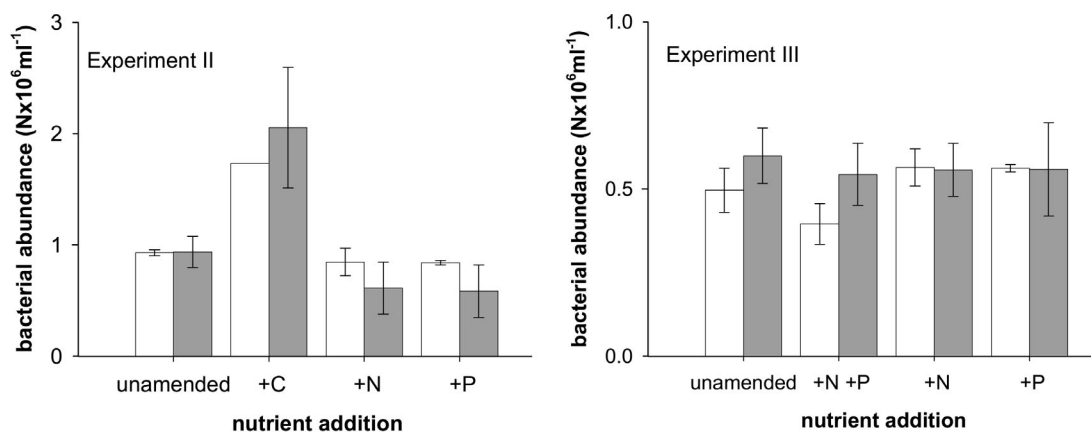 bacterial abundance (Nx10⁶ml⁻¹)
3
2
1
0
Experiment II
unamended +C +N +P
nutrient addition
bacterial abundance (Nx10⁶ml⁻¹)
1.0
0.5
0.0
Experiment III
unamended +N +P +N +P
nutrient addition